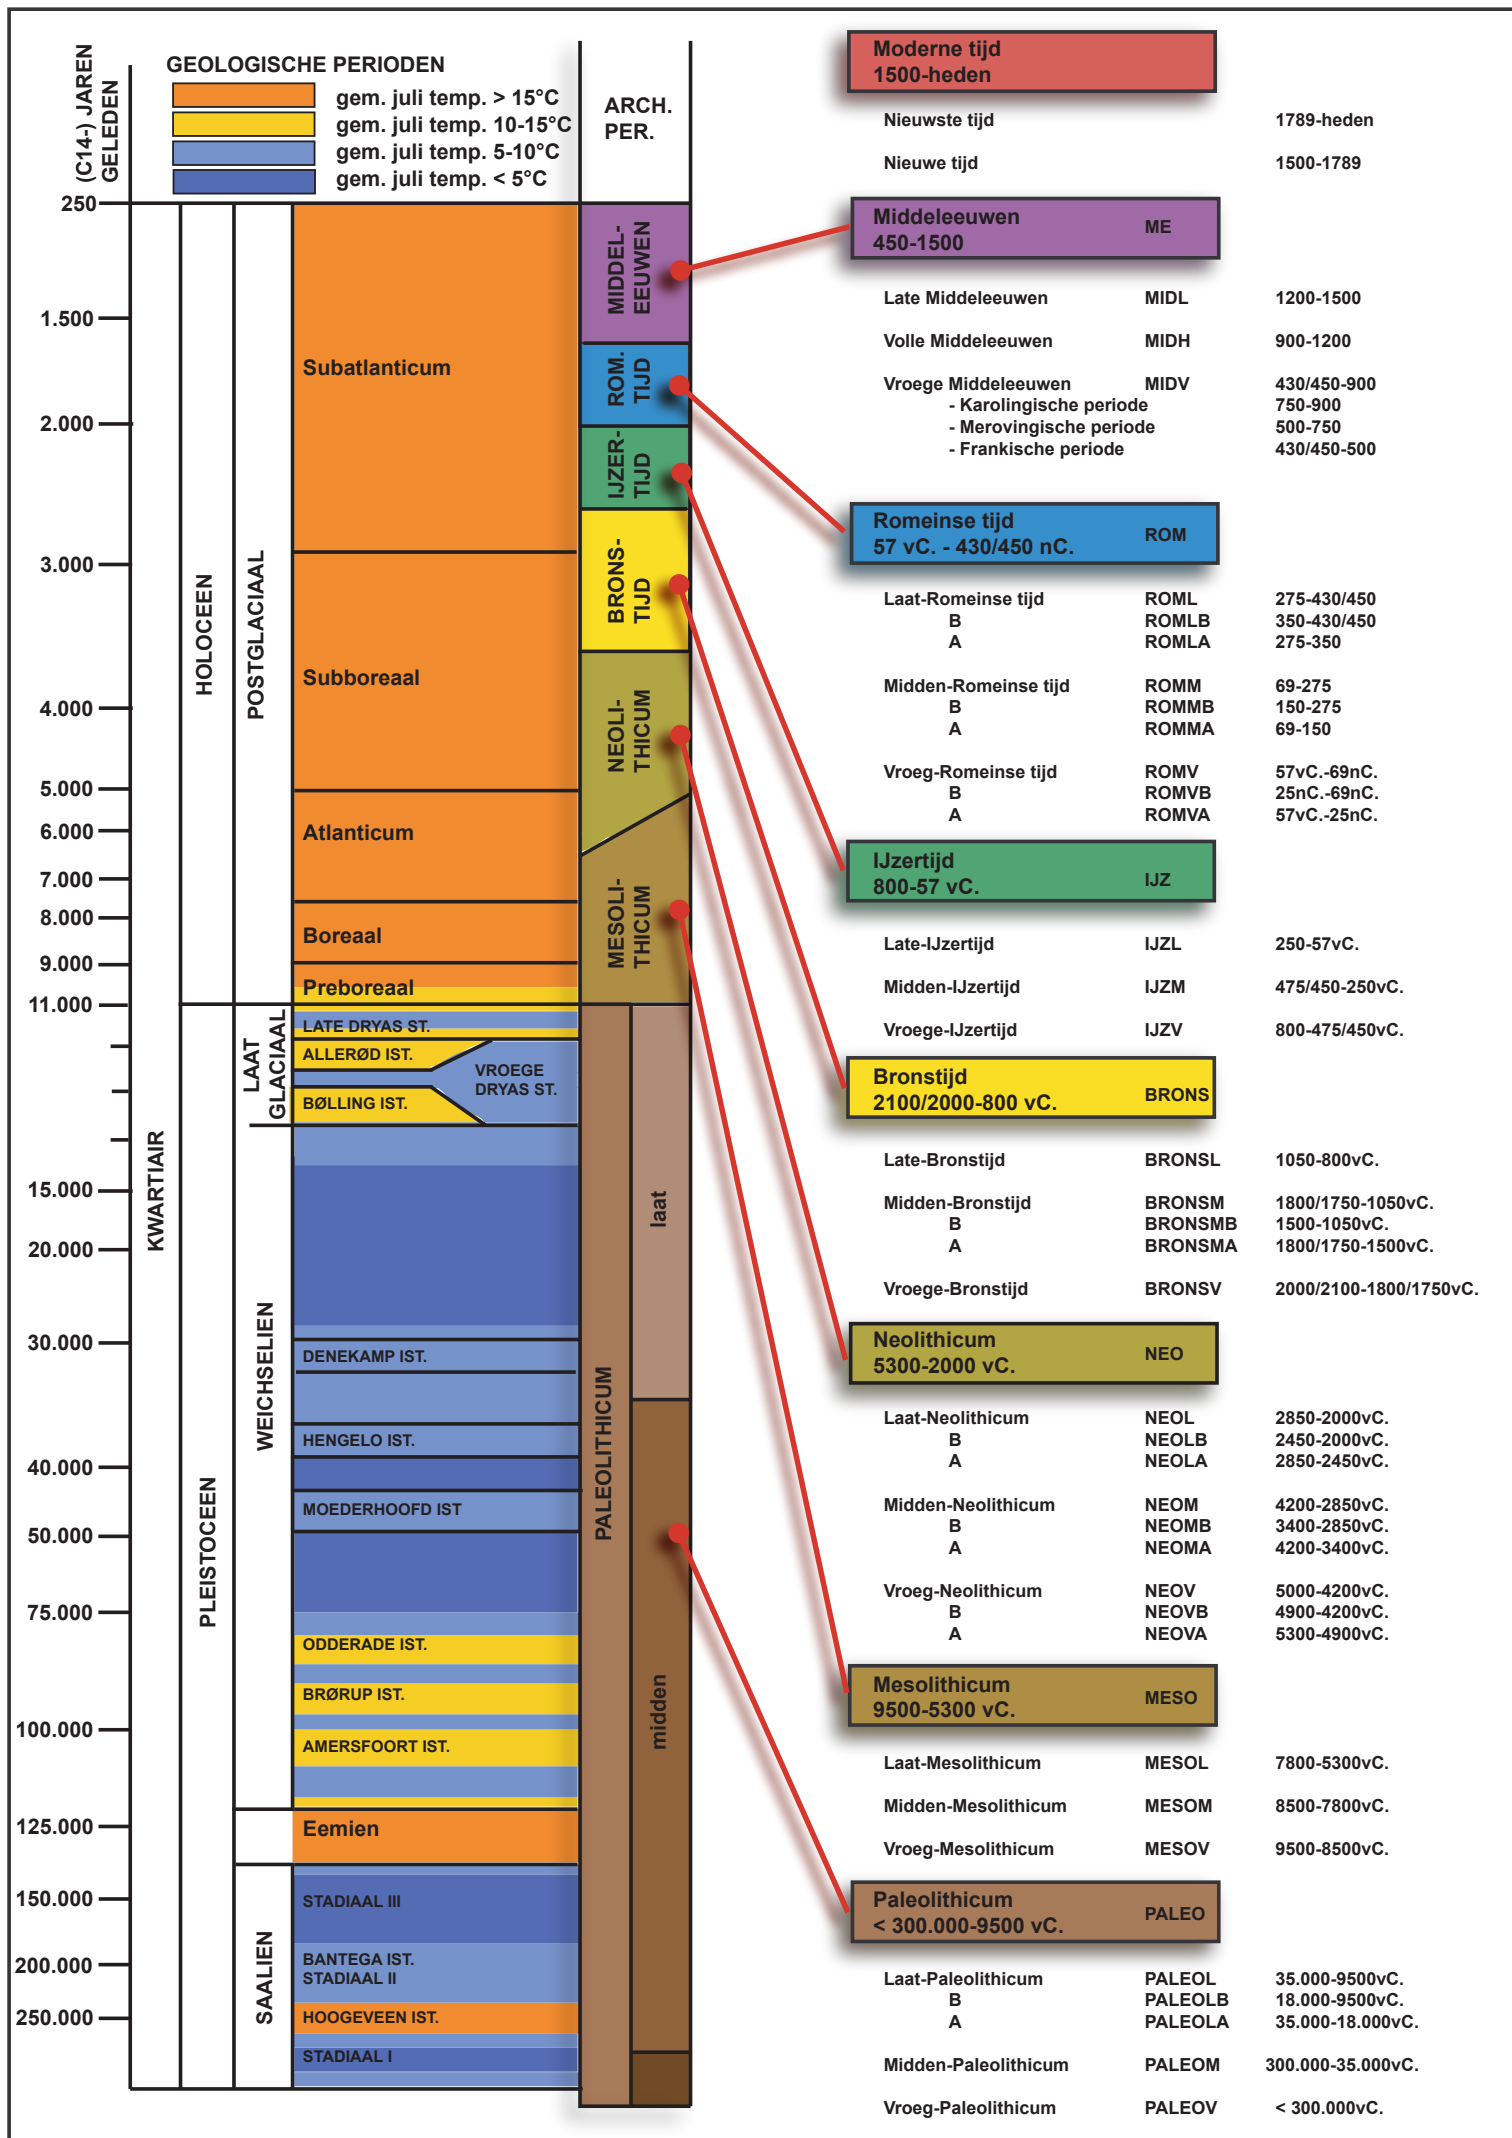 (C14-) JAREN
GELEDEN
GEOLOGISCHE PERIODEN
gem. juli temp. > 15°C
gem. juli temp. 10-15°C
gem. juli temp. 5-10°C
gem. juli temp. < 5°C
ARCH.
PER.
250
1.500
2.000
3.000
4.000
5.000
6.000
7.000
8.000
9.000
11.000
15.000
20.000
30.000
40.000
50.000
75.000
100.000
125.000
150.000
200.000
250.000
KWARTIAIR
HOLOCEEN
PLEISTOCEEN
POSTGLACIAAL
LAAT
GLACIAAL
WEICHSELIEN
SAALIEN
Subatlanticum
Subboreaal
Atlanticum
Boreaal
Preboreaal
LATE DRYAS ST.
ALLERØD IST.
VROEGE
DRYAS ST.
BØLLING IST.
DENEKAMP IST.
HENGELO IST.
MOEDERHOOFD IST
ODDERADE IST.
BRØRUP IST.
AMERSFOORT IST.
Eemien
STADIAAL III
BANTEGA IST.
STADIAAL II
HOOGEVEEN IST.
STADIAAL I
MIDDEL-
EEUWEN
ROM.
TIJD
IJZER-
TIJD
BRONS-
TIJD
NEOLI-
THICUM
MESOLI-
THICUM
PALEOLITHICUM
laat
midden
Moderne tijd
1500-heden
Nieuwste tijd 1789-heden
Nieuwe tijd 1500-1789
Middeleeuwen ME
450-1500
Late Middeleeuwen MIDL 1200-1500
Volle Middeleeuwen MIDH 900-1200
Vroege Middeleeuwen MIDV 430/450-900
- Karolingische periode 750-900
- Merovingische periode 500-750
- Frankische periode 430/450-500
Romeinse tijd ROM
57 vC. - 430/450 nC.
Laat-Romeinse tijd ROML 275-430/450
B ROMLB 350-430/450
A ROMLA 275-350
Midden-Romeinse tijd ROMM 69-275
B ROMMB 150-275
A ROMMA 69-150
Vroeg-Romeinse tijd ROMV 57vC.-69nC.
B ROMVB 25nC.-69nC.
A ROMVA 57vC.-25nC.
IJzertijd IJZ
800-57 vC.
Late-IJzertijd IJZL 250-57vC.
Midden-IJzertijd IJZM 475/450-250vC.
Vroege-IJzertijd IJZV 800-475/450vC.
Bronstijd BRONS
2100/2000-800 vC.
Late-Bronstijd BRONSL 1050-800vC.
Midden-Bronstijd BRONSM 1800/1750-1050vC.
B BRONSMB 1500-1050vC.
A BRONSMA 1800/1750-1500vC.
Vroege-Bronstijd BRONSV 2000/2100-1800/1750vC.
Neolithicum NEO
5300-2000 vC.
Laat-Neolithicum NEOL 2850-2000vC.
B NEOLB 2450-2000vC.
A NEOLA 2850-2450vC.
Midden-Neolithicum NEOM 4200-2850vC.
B NEOMB 3400-2850vC.
A NEOMA 4200-3400vC.
Vroeg-Neolithicum NEOV 5000-4200vC.
B NEOVB 4900-4200vC.
A NEOVA 5300-4900vC.
Mesolithicum MESO
9500-5300 vC.
Laat-Mesolithicum MESOL 7800-5300vC.
Midden-Mesolithicum MESOM 8500-7800vC.
Vroeg-Mesolithicum MESOV 9500-8500vC.
Paleolithicum PALEO
< 300.000-9500 vC.
Laat-Paleolithicum PALEOL 35.000-9500vC.
B PALEOLB 18.000-9500vC.
A PALEOLA 35.000-18.000vC.
Midden-Paleolithicum PALEOM 300.000-35.000vC.
Vroeg-Paleolithicum PALEOV < 300.000vC.